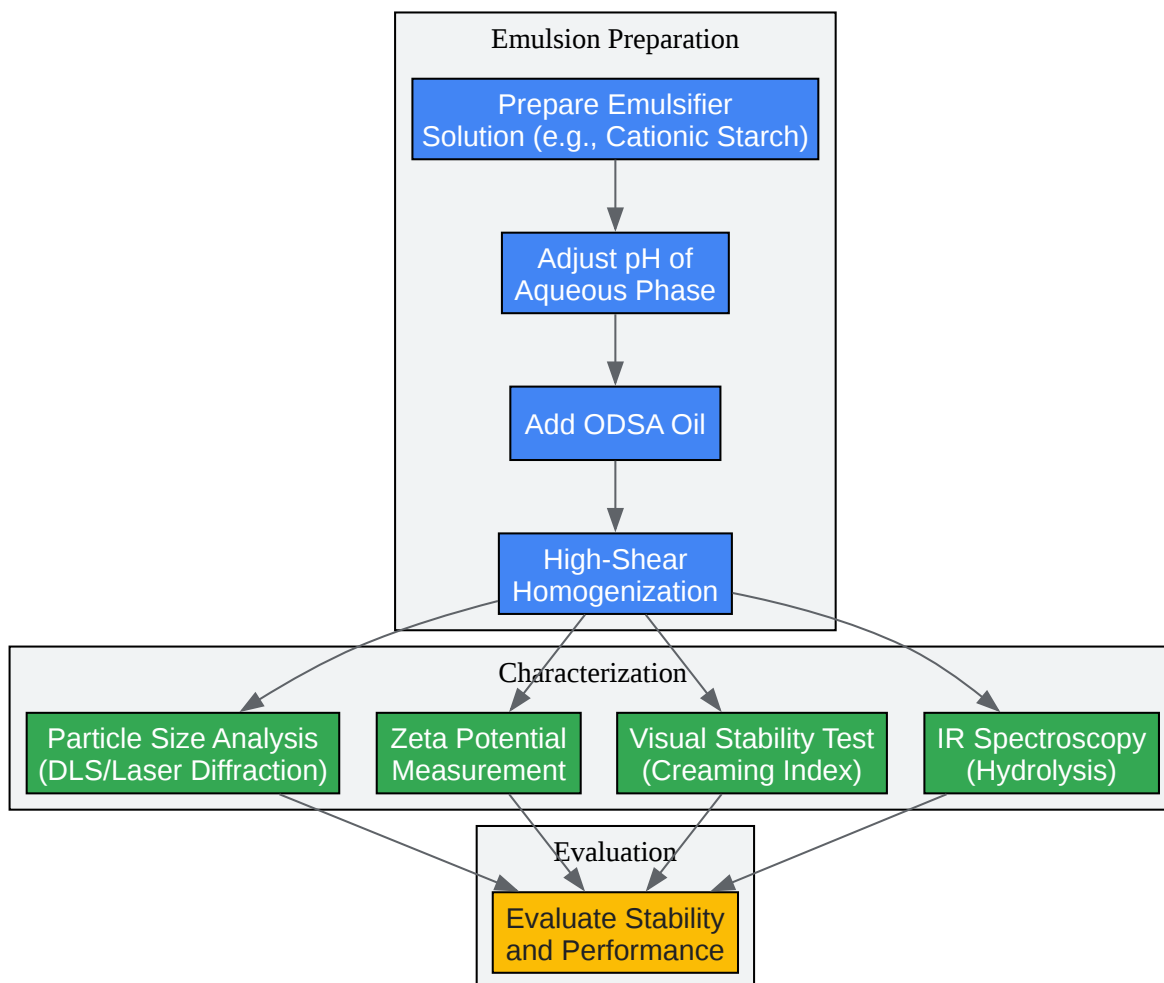 Emulsion Preparation
Prepare Emulsifier
Solution (e.g., Cationic Starch)
Adjust pH of
Aqueous Phase
Add ODSA Oil
High-Shear
Homogenization
Characterization
Particle Size Analysis
(DLS/Laser Diffraction)
Zeta Potential
Measurement
Visual Stability Test
(Creaming Index)
IR Spectroscopy
(Hydrolysis)
Evaluation
Evaluate Stability
and Performance